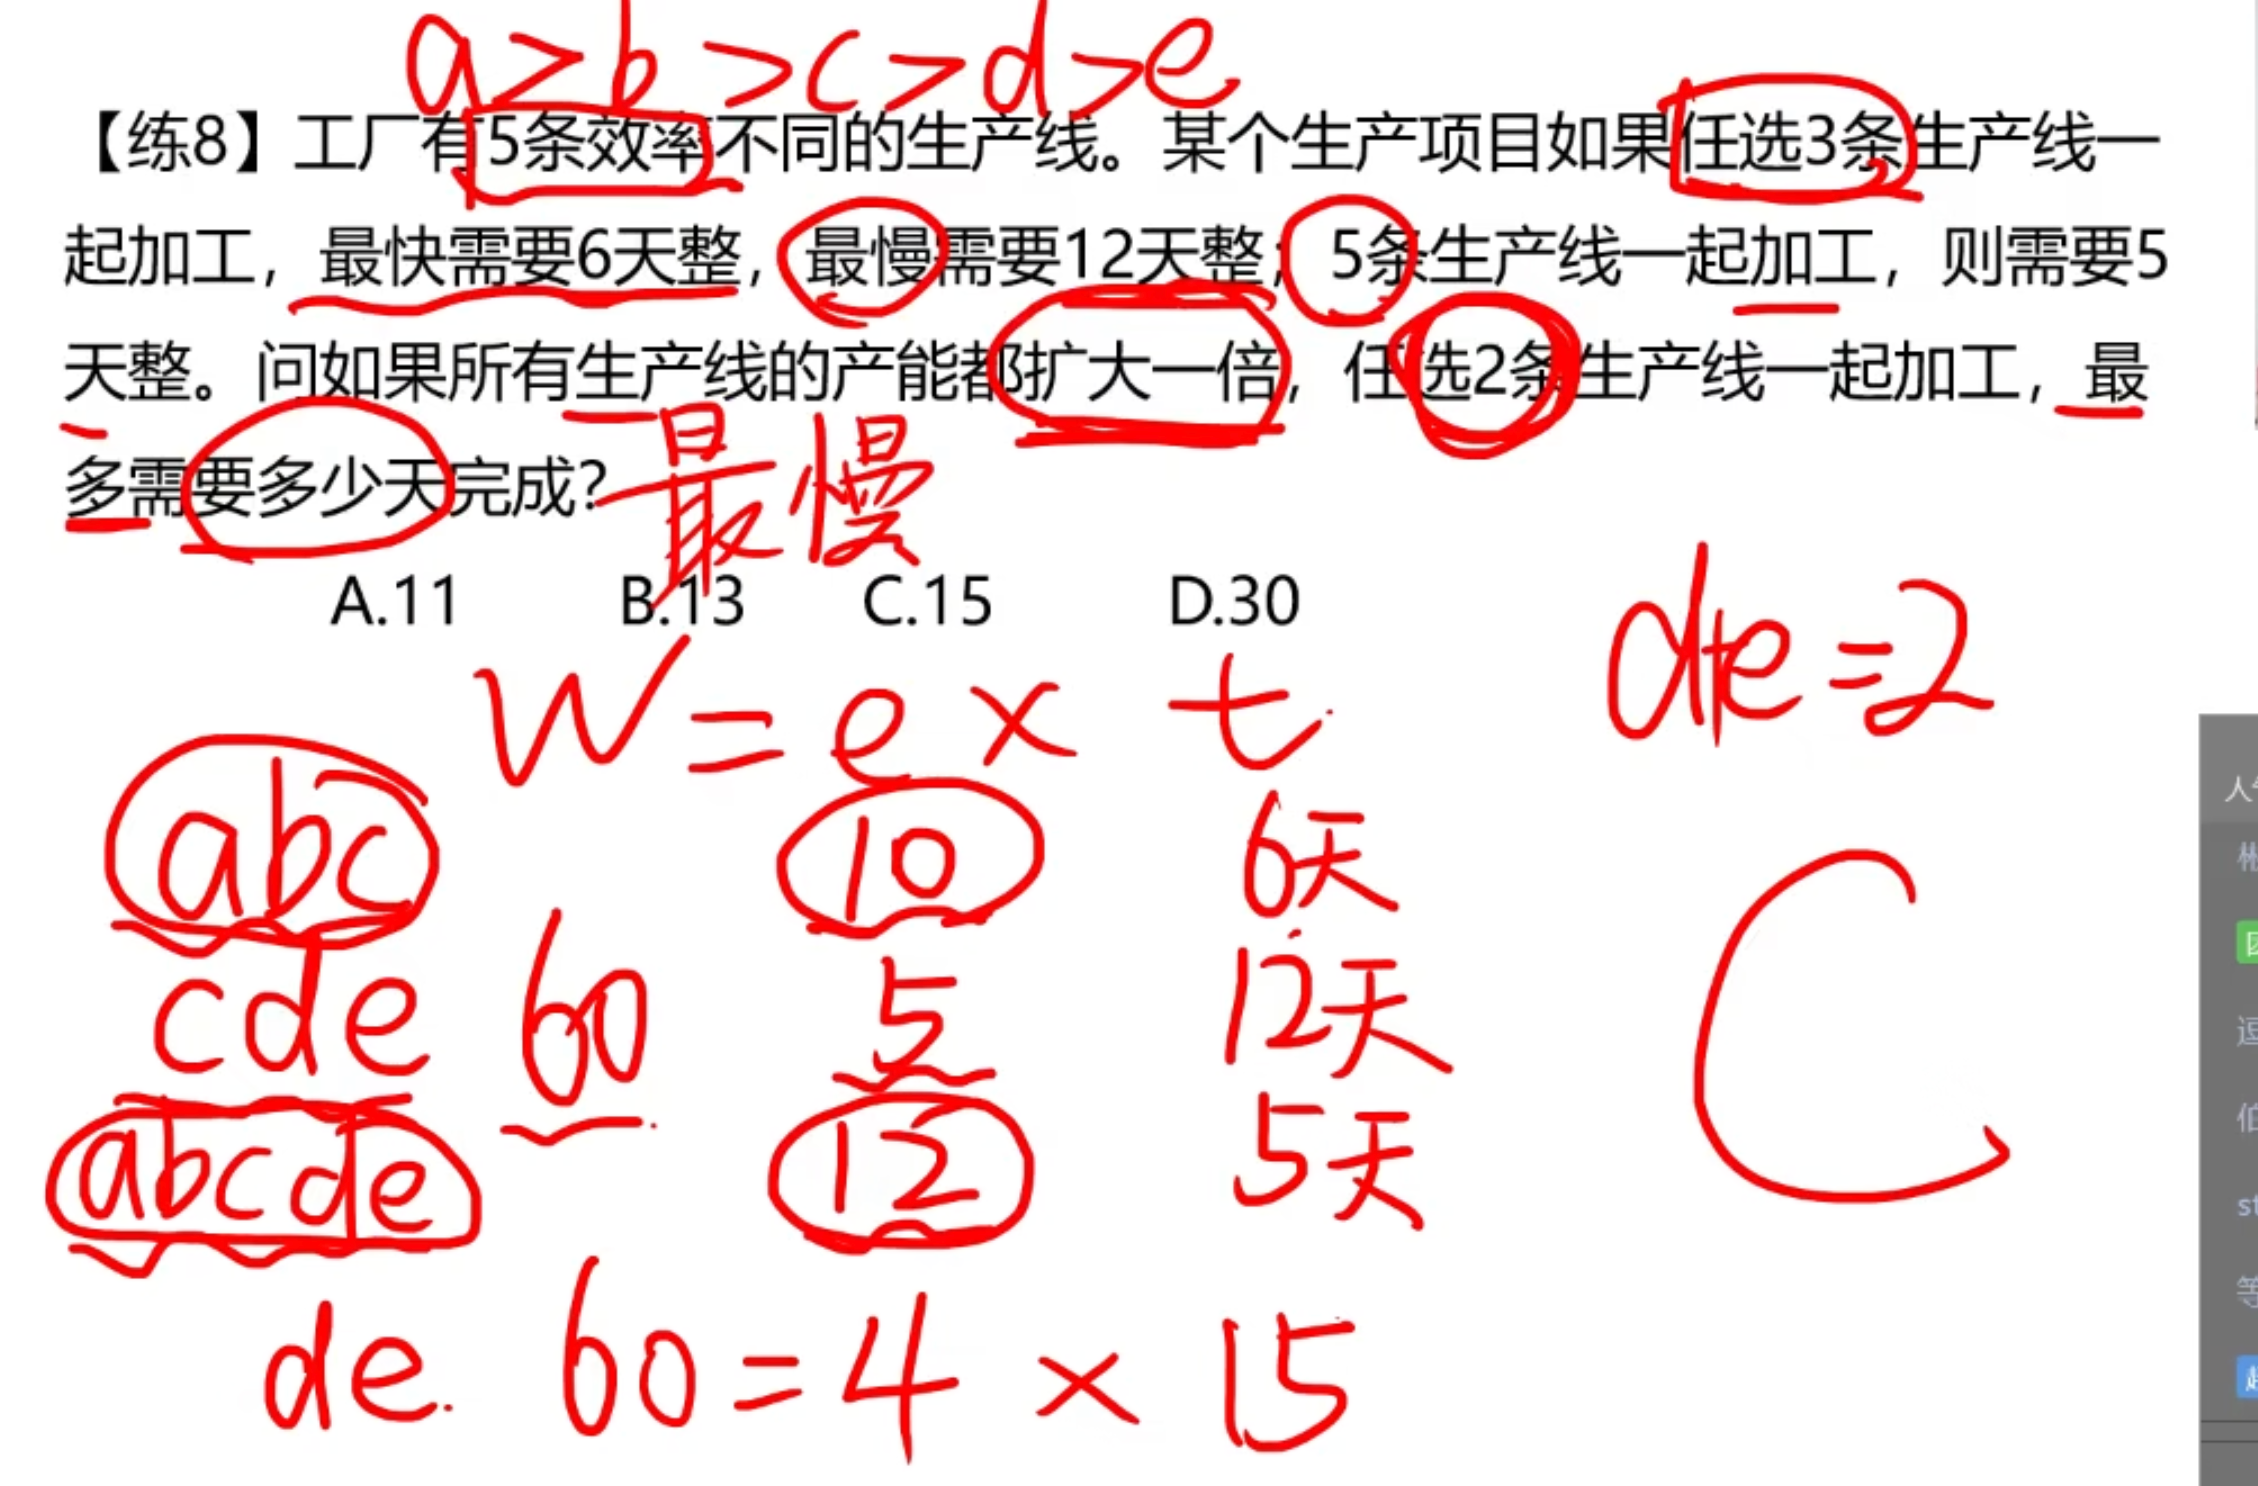 a>b>c>d>e
【练8】工厂有5条效率不同的生产线。某个生产项目如果任选3条生产线一
起加工，最快需要6天整，最慢需要12天整；5条生产线一起加工，则需要5
天整。问如果所有生产线的产能都扩大一倍，任选2条生产线一起加工，最
多需要多少天完成？
最慢
A.11 B.13 C.15 D.30
d+e=2
W=e×t
abc 10 6天
cde 60 5 12天
abcde 12 5天
de. 60=4×15
C